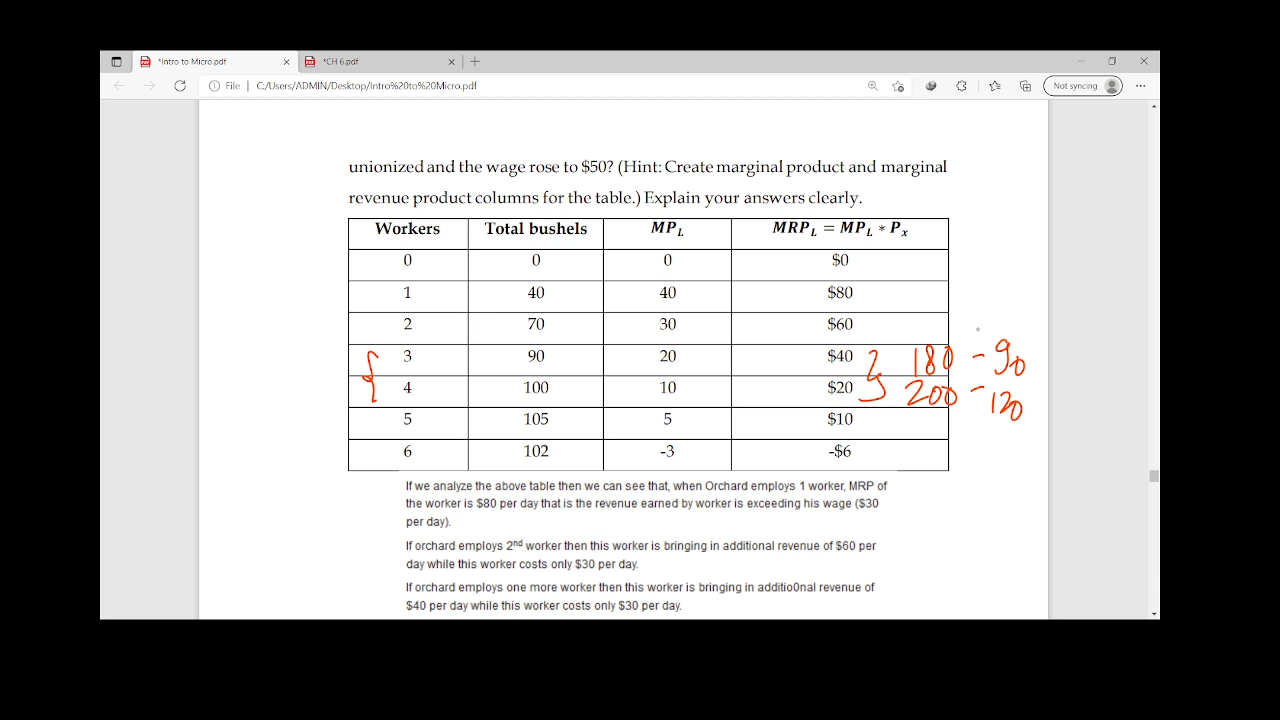 *Intro to Micro.pdf
*CH 6.pdf
File | C:/Users/ADMIN/Desktop/Intro%20to%20Micro.pdf
Not syncing
unionized and the wage rose to $50? (Hint: Create marginal product and marginal
revenue product columns for the table.) Explain your answers clearly.
Workers Total bushels MP_L MRP_L = MP_L * P_x
0 0 0 $0
1 40 40 $80
2 70 30 $60
3 90 20 $40 180 - 90
4 100 10 $20 200 - 120
5 105 5 $10
6 102 -3 -$6
If we analyze the above table then we can see that, when Orchard employs 1 worker, MRP of
the worker is $80 per day that is the revenue earned by worker is exceeding his wage ($30
per day).
If orchard employs 2nd worker then this worker is bringing in additional revenue of $60 per
day while this worker costs only $30 per day.
If orchard employs one more worker then this worker is bringing in additio0nal revenue of
$40 per day while this worker costs only $30 per day.